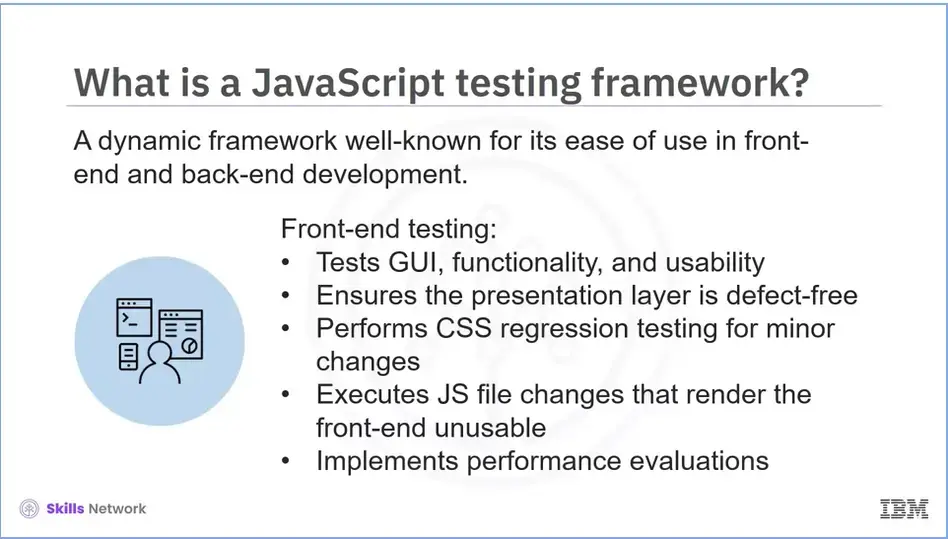 What is a JavaScript testing framework?
A dynamic framework well-known for its ease of use in front-
end and back-end development.
Front-end testing:
• Tests GUI, functionality, and usability
• Ensures the presentation layer is defect-free
• Performs CSS regression testing for minor
changes
• Executes JS file changes that render the
front-end unusable
• Implements performance evaluations
Skills Network
IBM